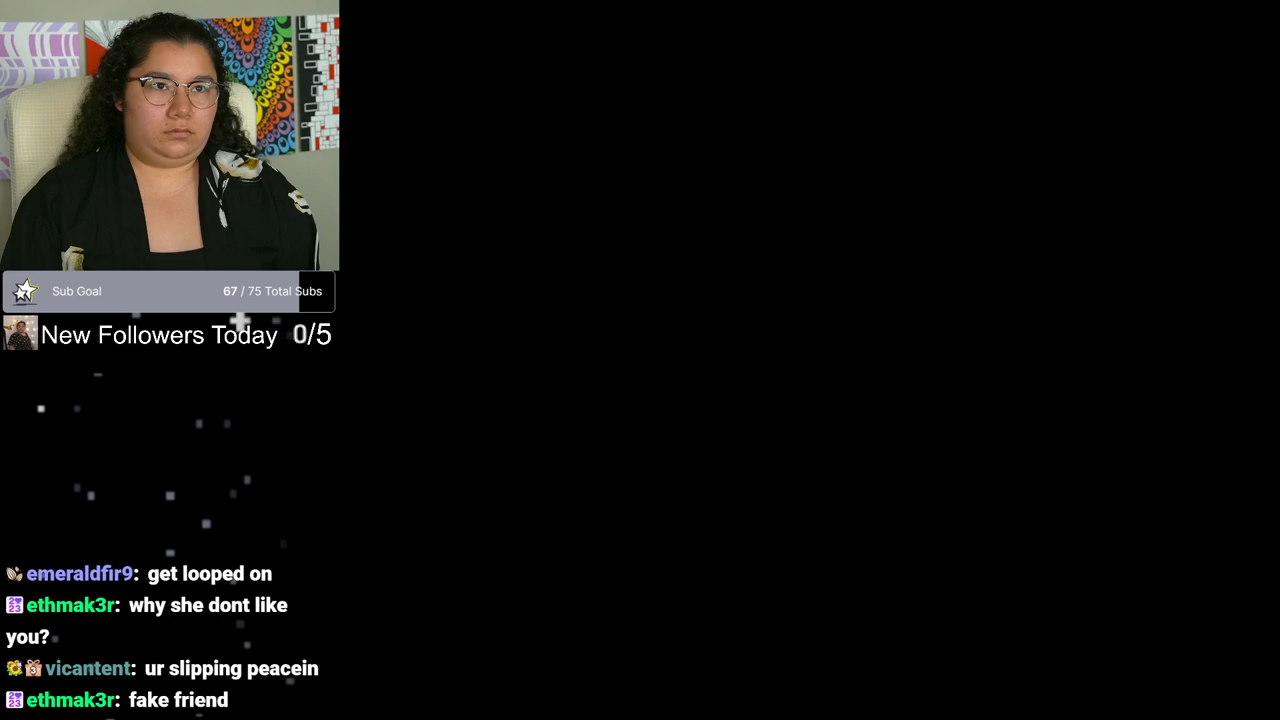 Sub Goal 67 / 75 Total Subs
New Followers Today 0/5
emeraldfir9: get looped on
ethmak3r: why she dont like
you?
vicantent: ur slipping peacein
ethmak3r: fake friend